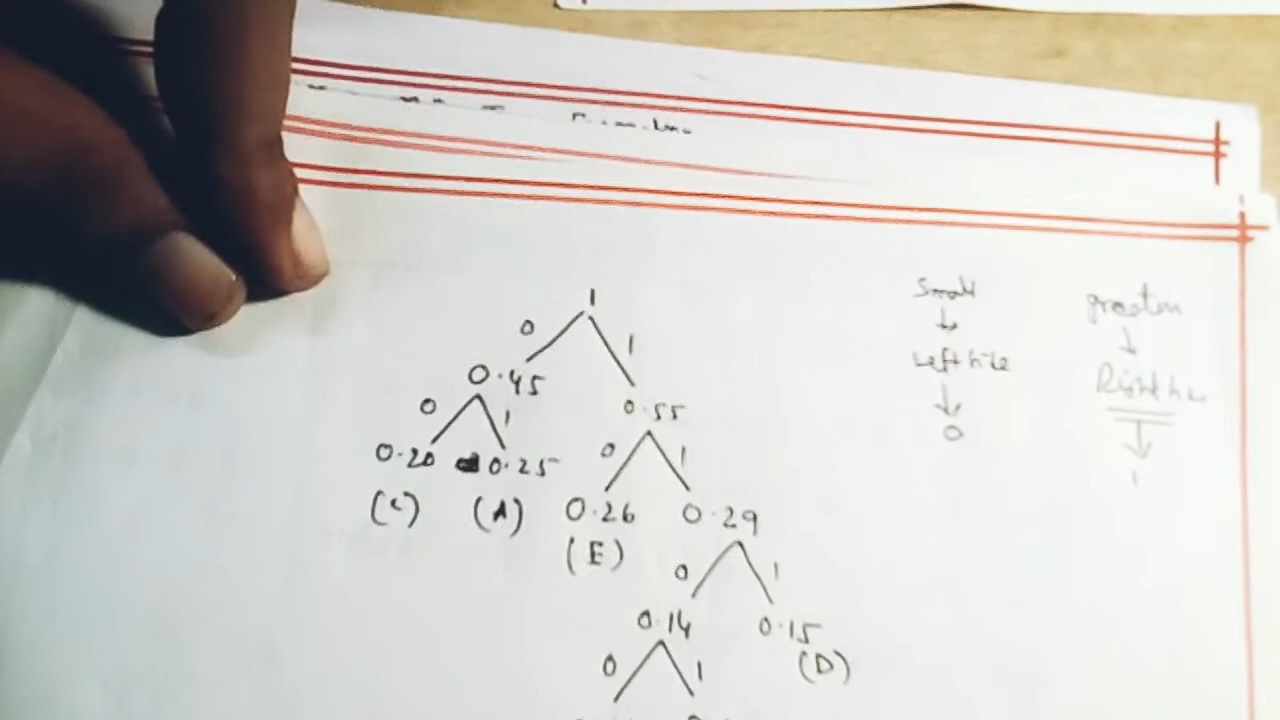 1
0 1
0.45 0.55
0 1 0 1
0.20 0.25 0.26 0.29
(C) (A) (E)
0 1
0.14 0.15
(D)
0 1
Small
↓
Left side
↓
0
greater
↓
Right
↓
1